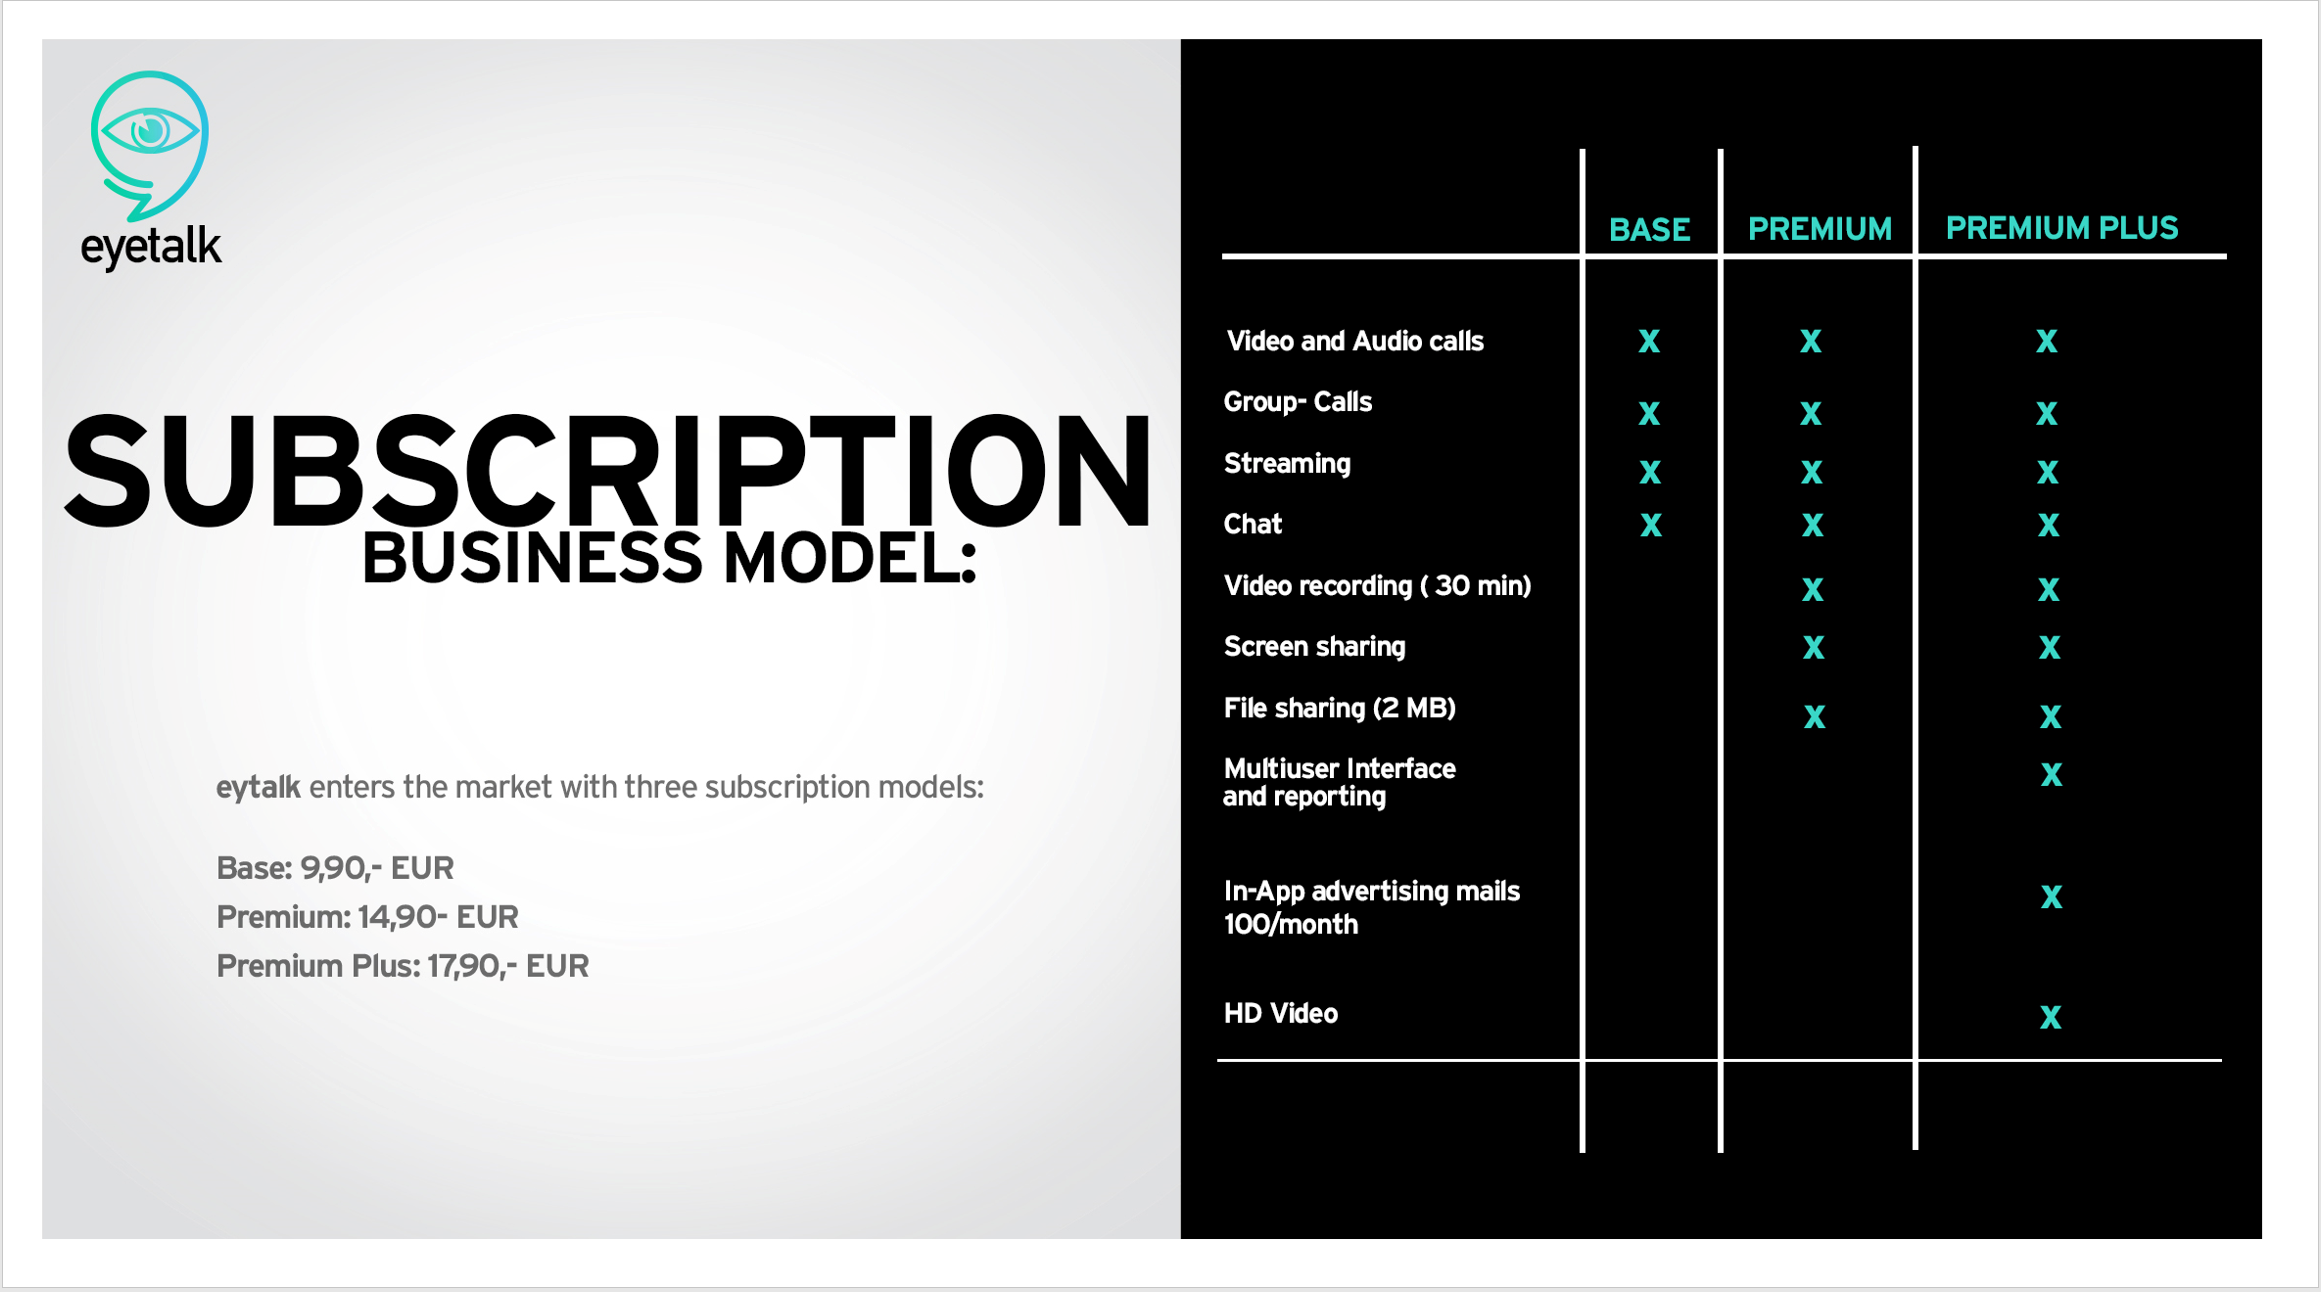 eyetalk
SUBSCRIPTION
BUSINESS MODEL:
eytalk enters the market with three subscription models:
Base: 9,90,- EUR
Premium: 14,90- EUR
Premium Plus: 17,90,- EUR
BASE PREMIUM PREMIUM PLUS
Video and Audio calls X X X
Group- Calls X X X
Streaming X X X
Chat X X X
Video recording ( 30 min) X X
Screen sharing X X
File sharing (2 MB) X X
Multiuser Interface X
and reporting
In-App advertising mails X
100/month
HD Video X